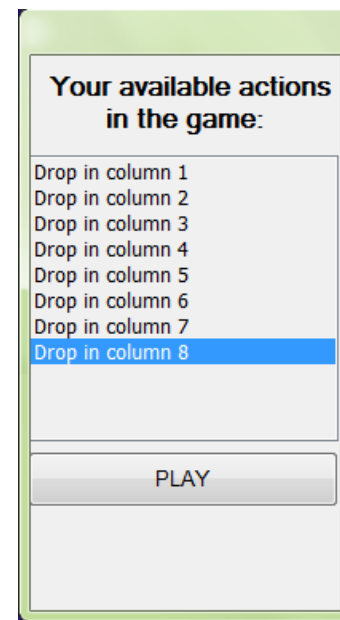 Your available actions
in the game:
Drop in column 1
Drop in column 2
Drop in column 3
Drop in column 4
Drop in column 5
Drop in column 6
Drop in column 7
Drop in column 8
PLAY